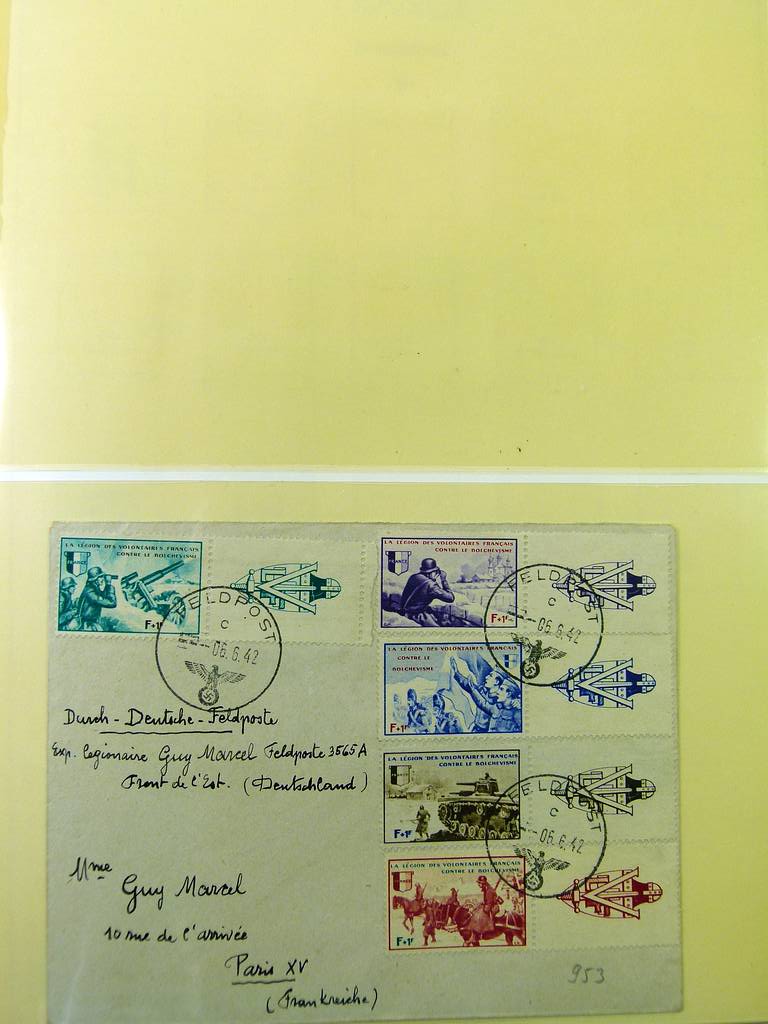 LA LÉGION DES VOLONTAIRES FRANÇAIS
CONTRE LE BOLCHEVISME
FRANCE
F+1F
FELDPOST
c
-06.6.42
LA LÉGION DES VOLONTAIRES FRANÇAIS
CONTRE LE BOLCHEVISME
FRANCE
F+1F
FELDPOST
c
-06.6.42
LA LÉGION DES VOLONTAIRES FRANÇAIS
CONTRE LE
BOLCHEVISME
F+1F
LA LÉGION DES VOLONTAIRES FRANÇAIS
CONTRE LE BOLCHEVISME
F+1F
FELDPOST
c
-06.6.42
LA LÉGION DES VOLONTAIRES FRANÇAIS
CONTRE LE BOLCHEVISME
F+1F
Durch - Deutsche - Feldposte
Exp. legionaire Guy Marcel Feldposte 3565A
Front de l'Est. (Deutschland)
Mme
Guy Marcel
10 rue de l'arrivée
Paris XV
(Frankreiche)
953